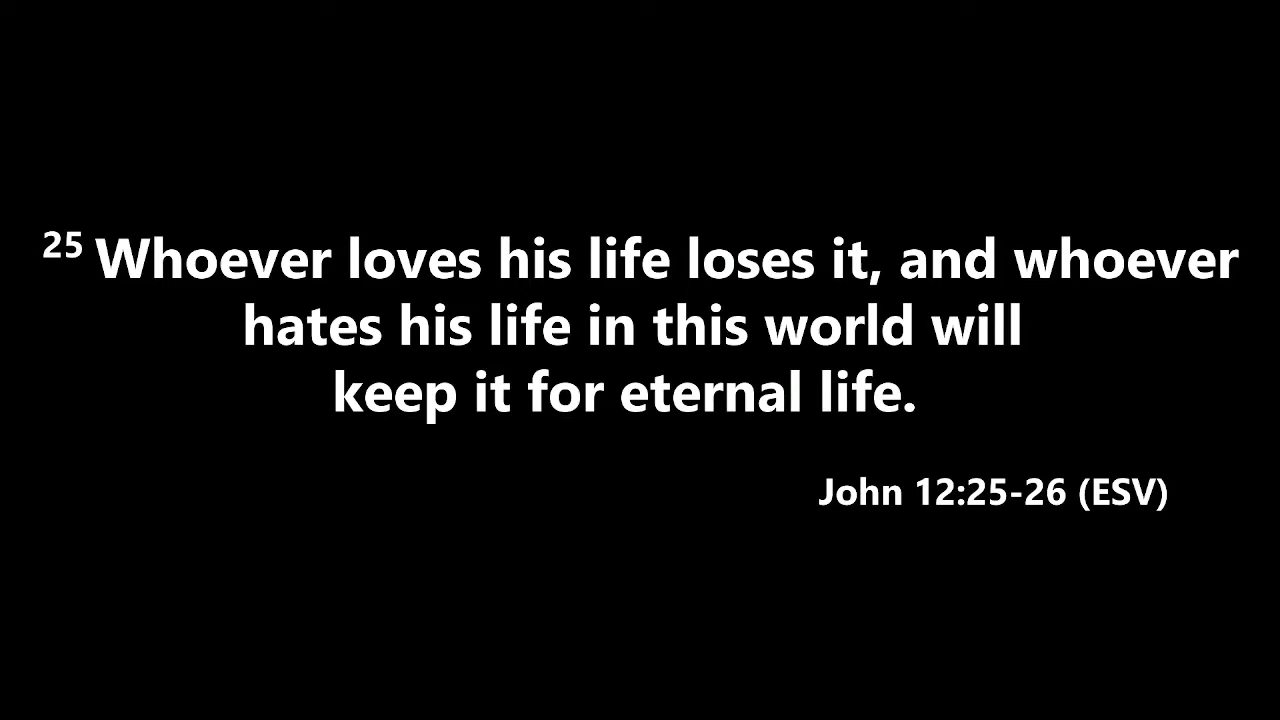 25 Whoever loves his life loses it, and whoever
hates his life in this world will
keep it for eternal life.
John 12:25-26 (ESV)